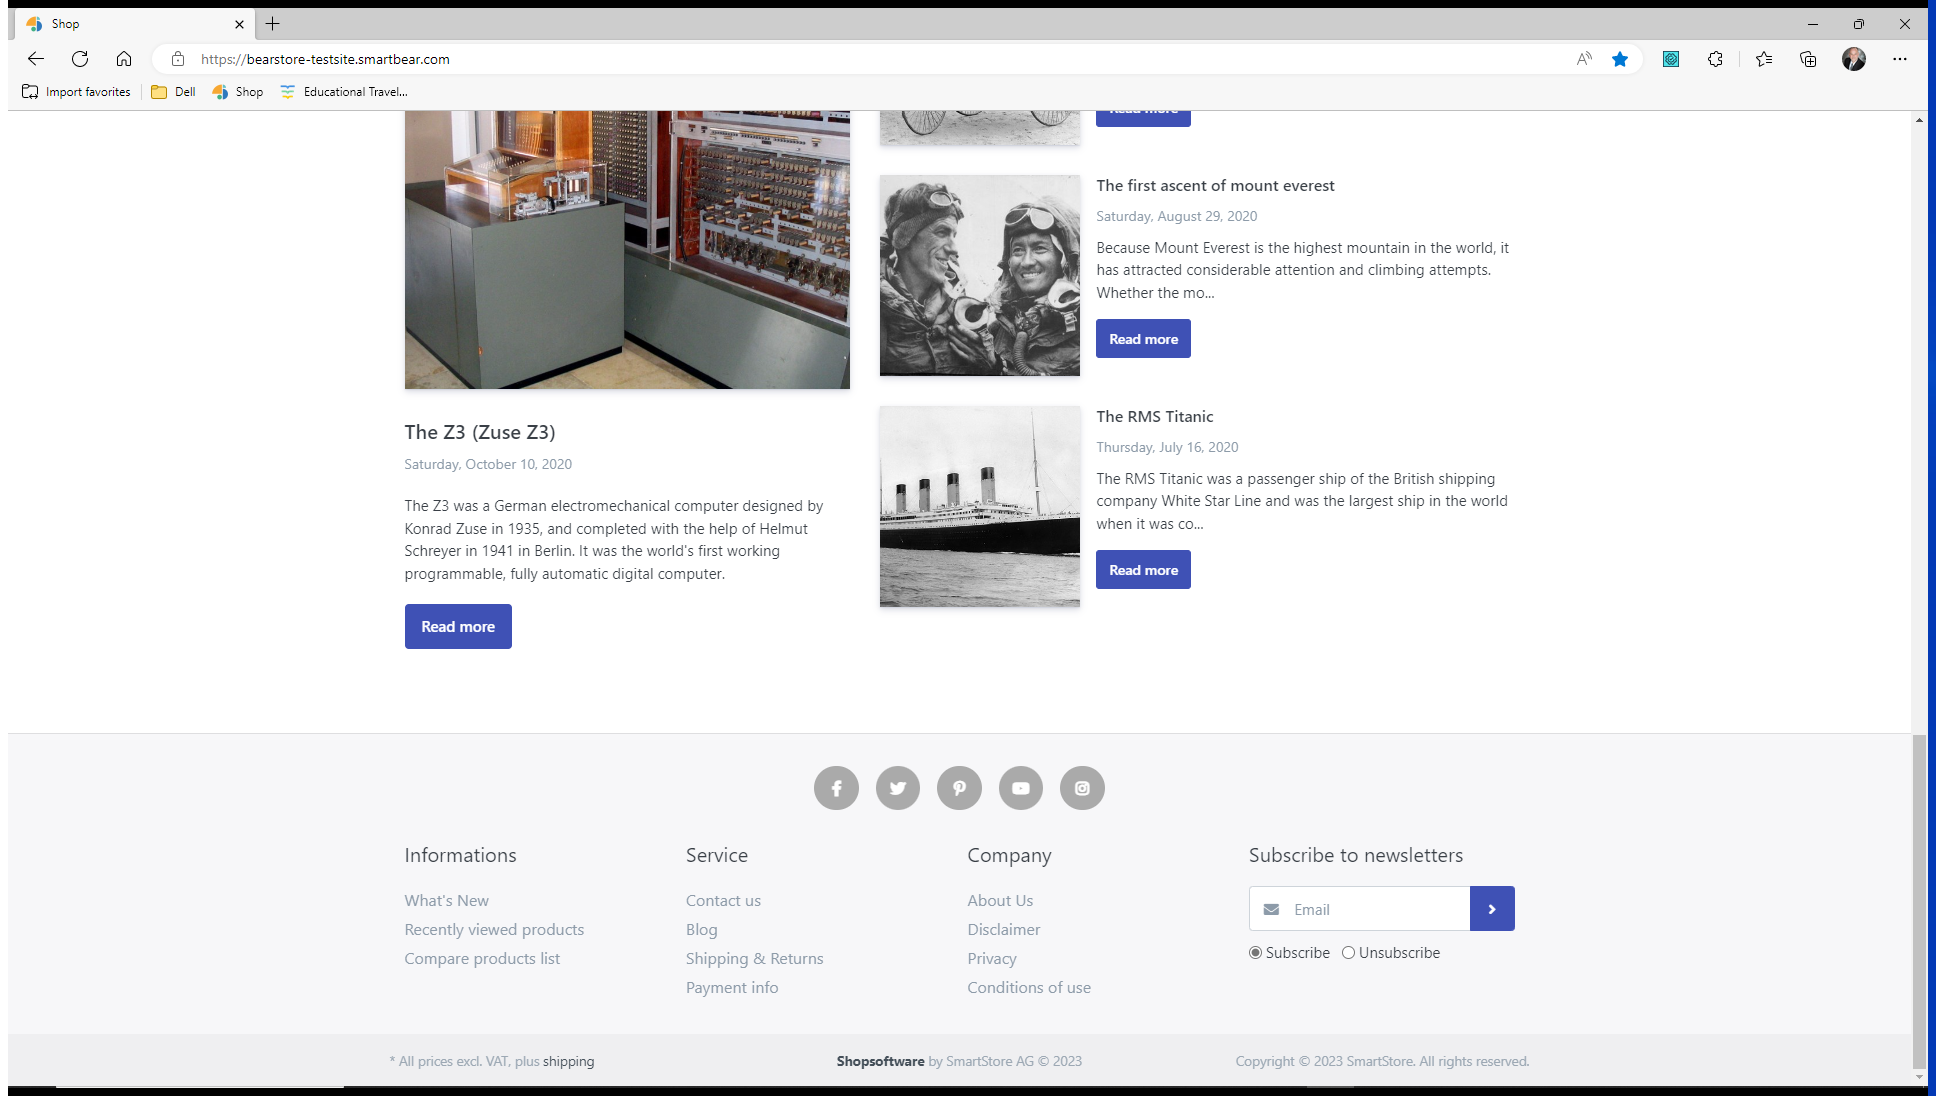 Shop
https://bearstore-testsite.smartbear.com
Import favorites
Dell
Shop
Educational Travel...
Read more
The first ascent of mount everest
Saturday, August 29, 2020
Because Mount Everest is the highest mountain in the world, it
has attracted considerable attention and climbing attempts.
Whether the mo...
Read more
The Z3 (Zuse Z3)
Saturday, October 10, 2020
The Z3 was a German electromechanical computer designed by
Konrad Zuse in 1935, and completed with the help of Helmut
Schreyer in 1941 in Berlin. It was the world's first working
programmable, fully automatic digital computer.
Read more
The RMS Titanic
Thursday, July 16, 2020
The RMS Titanic was a passenger ship of the British shipping
company White Star Line and was the largest ship in the world
when it was co...
Read more
Informations
What's New
Recently viewed products
Compare products list
Service
Contact us
Blog
Shipping & Returns
Payment info
Company
About Us
Disclaimer
Privacy
Conditions of use
Subscribe to newsletters
Email
Subscribe Unsubscribe
* All prices excl. VAT, plus shipping
Shopsoftware by SmartStore AG © 2023
Copyright © 2023 SmartStore. All rights reserved.